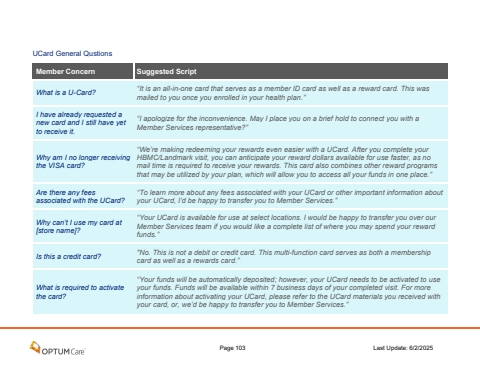 UCard General Qustions
Member Concern
Suggested Script
What is a U-Card?
"It is an all-in-one card that serves as a member ID card as well as a reward card. This was
mailed to you once you enrolled in your health plan."
I have already requested a
new card and I still have yet
to receive it.
"I apologize for the inconvenience. May I place you on a brief hold to connect you with a
Member Services representative?"
Why am I no longer receiving
the VISA card?
"We're making redeeming your rewards even easier with a UCard. After you complete your
HBMC/Landmark visit, you can anticipate your reward dollars available for use faster, as no
mail time is required to receive your rewards. This card also combines other reward programs
that may be utilized by your plan, which will allow you to access all your funds in one place."
Are there any fees
associated with the UCard?
"To learn more about any fees associated with your UCard or other important information about
your UCard, I'd be happy to transfer you to Member Services."
Why can't I use my card at
[store name]?
"Your UCard is available for use at select locations. I would be happy to transfer you over our
Member Services team if you would like a complete list of where you may spend your reward
funds."
Is this a credit card?
"No. This is not a debit or credit card. This multi-function card serves as both a membership
card as well as a rewards card."
What is required to activate
the card?
"Your funds will be automatically deposited; however, your UCard needs to be activated to use
your funds. Funds will be available within 7 business days of your completed visit. For more
information about activating your UCard, please refer to the UCard materials you received with
your card, or, we'd be happy to transfer you to Member Services."
OPTUMCare
Page 103
Last Update: 6/2/2025